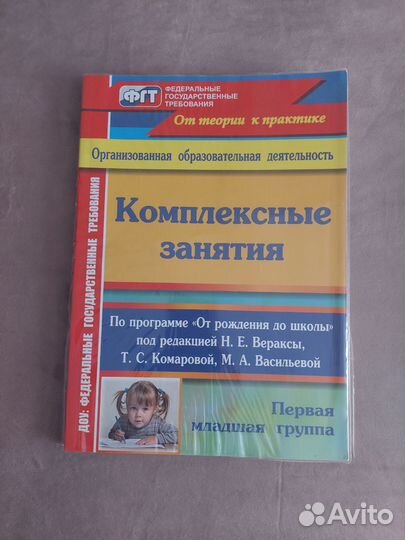 ФГТ
ФЕДЕРАЛЬНЫЕ
ГОСУДАРСТВЕННЫЕ
ТРЕБОВАНИЯ
От теории к практике
Организованная образовательная деятельность
ДОУ: ФЕДЕРАЛЬНЫЕ ГОСУДАРСТВЕННЫЕ ТРЕБОВАНИЯ
Комплексные
занятия
По программе «От рождения до школы»
под редакцией Н. Е. Вераксы,
Т. С. Комаровой, М. А. Васильевой
Первая
младшая группа
Avito